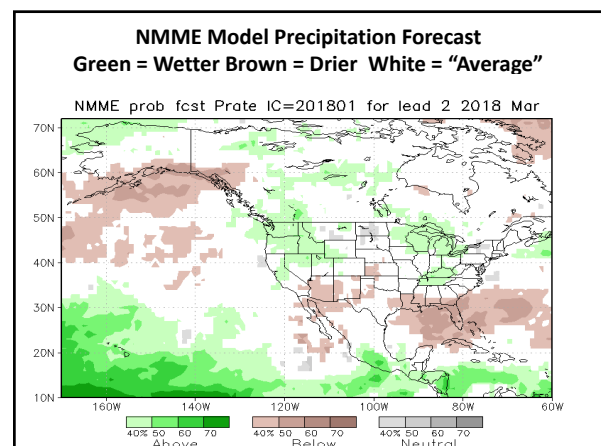 NMME Model Precipitation Forecast
Green = Wetter Brown = Drier White = “Average”
NMME prob fcst Prate IC=201801 for lead 2 2018 Mar
70N
60N
50N
40N
30N
20N
10N
160W 140W 120W 100W 80W 60W
40% 50 60 70 40% 50 60 70 40% 50 60 70
Above Below Neutral